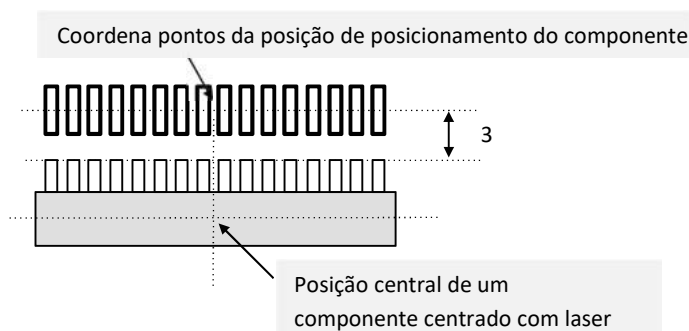 Coordena pontos da posição de posicionamento do componente
3
Posição central de um
componente centrado com laser